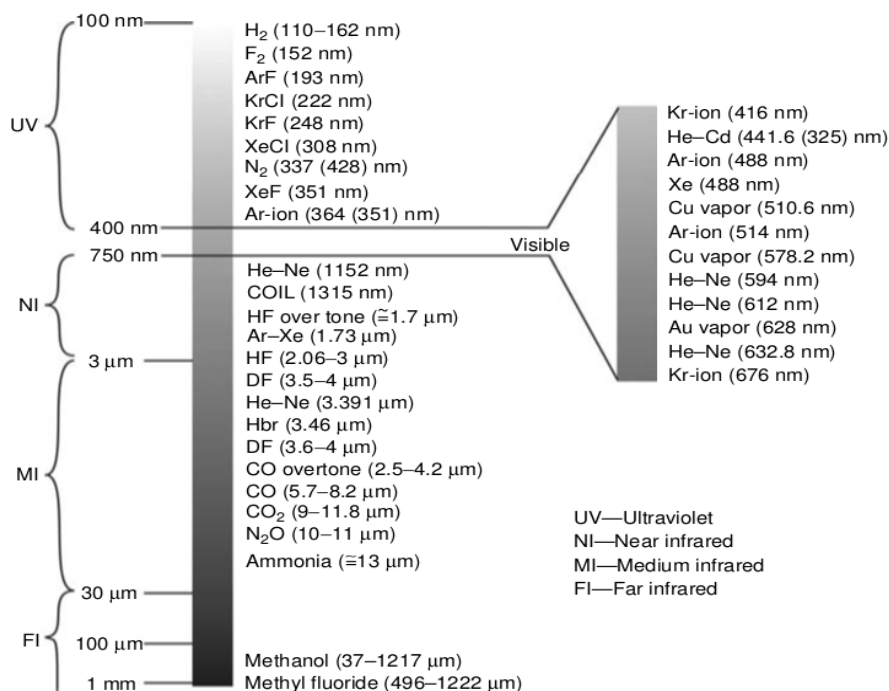 100 nm
UV
400 nm
750 nm
NI
3 μm
MI
30 μm
FI
100 μm
1 mm
H₂ (110–162 nm)
F₂ (152 nm)
ArF (193 nm)
KrCl (222 nm)
KrF (248 nm)
XeCl (308 nm)
N₂ (337 (428) nm)
XeF (351 nm)
Ar-ion (364 (351) nm)
Visible
He–Ne (1152 nm)
COIL (1315 nm)
HF over tone (≅1.7 μm)
Ar–Xe (1.73 μm)
HF (2.06–3 μm)
DF (3.5–4 μm)
He–Ne (3.391 μm)
Hbr (3.46 μm)
DF (3.6–4 μm)
CO overtone (2.5–4.2 μm)
CO (5.7–8.2 μm)
CO₂ (9–11.8 μm)
N₂O (10–11 μm)
Ammonia (≅13 μm)
Methanol (37–1217 μm)
Methyl fluoride (496–1222 μm)
Kr-ion (416 nm)
He–Cd (441.6 (325) nm)
Ar-ion (488 nm)
Xe (488 nm)
Cu vapor (510.6 nm)
Ar-ion (514 nm)
Cu vapor (578.2 nm)
He–Ne (594 nm)
He–Ne (612 nm)
Au vapor (628 nm)
He–Ne (632.8 nm)
Kr-ion (676 nm)
UV—Ultraviolet
NI—Near infrared
MI—Medium infrared
FI—Far infrared